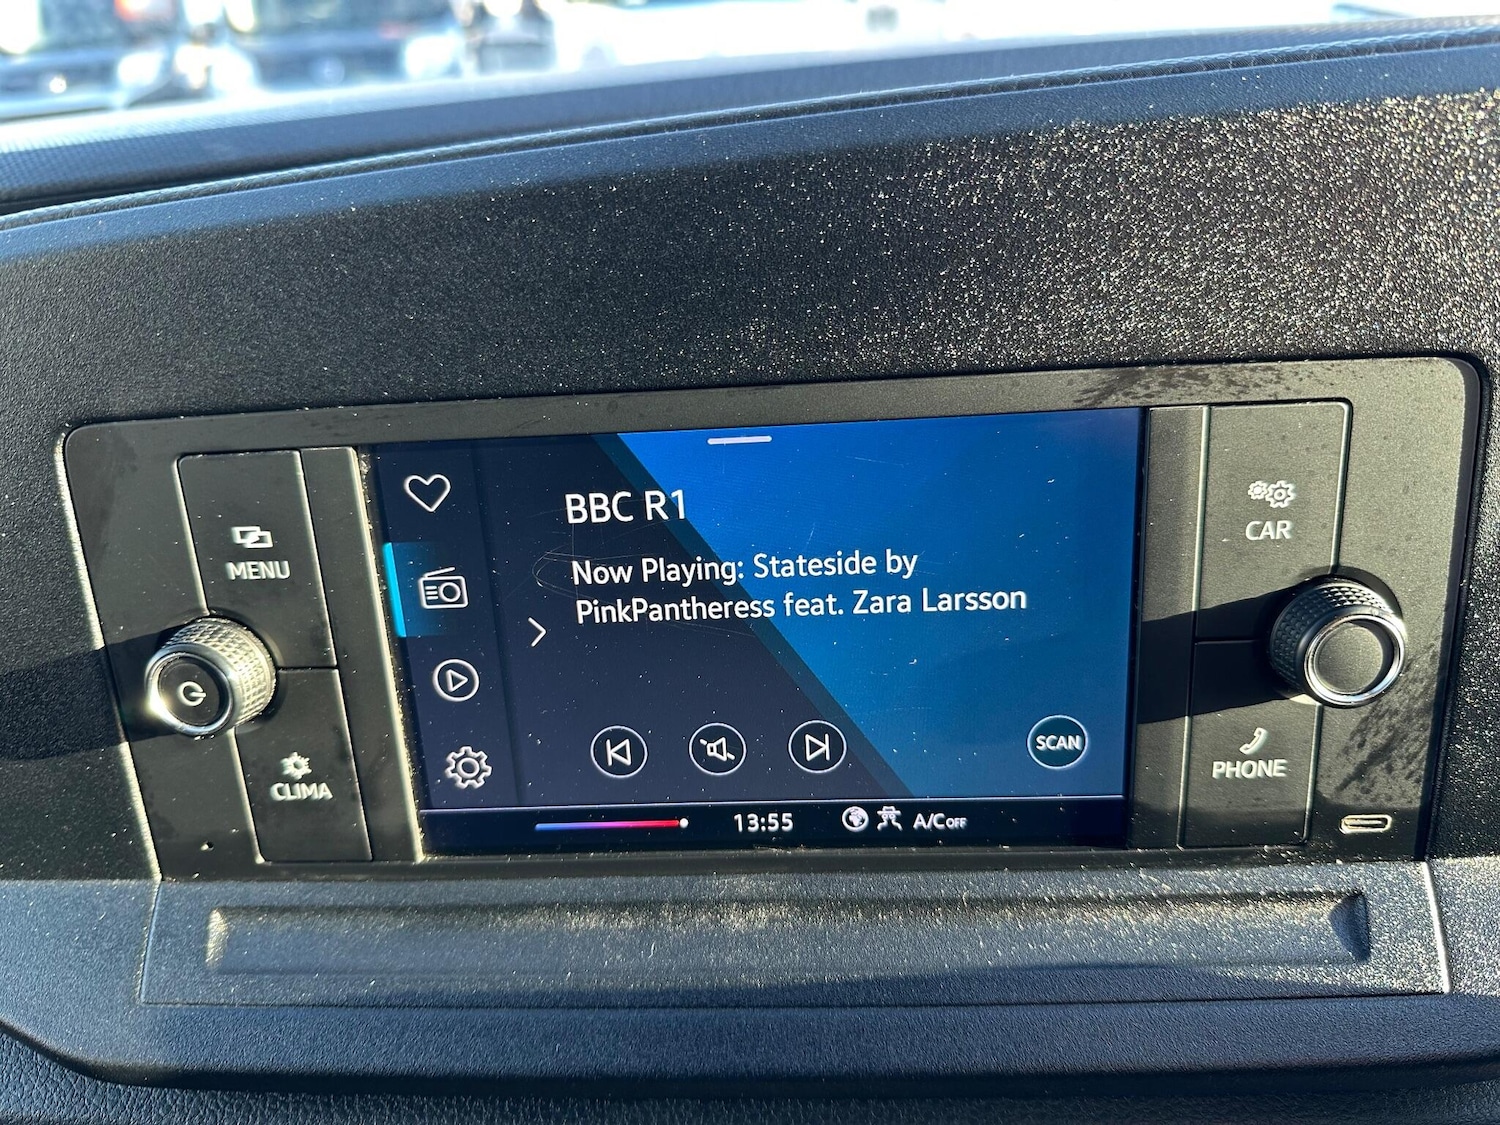 BBC R1
Now Playing: Stateside by
PinkPantheress feat. Zara Larsson
SCAN
13:55
A/C OFF
MENU
CLIMA
CAR
PHONE